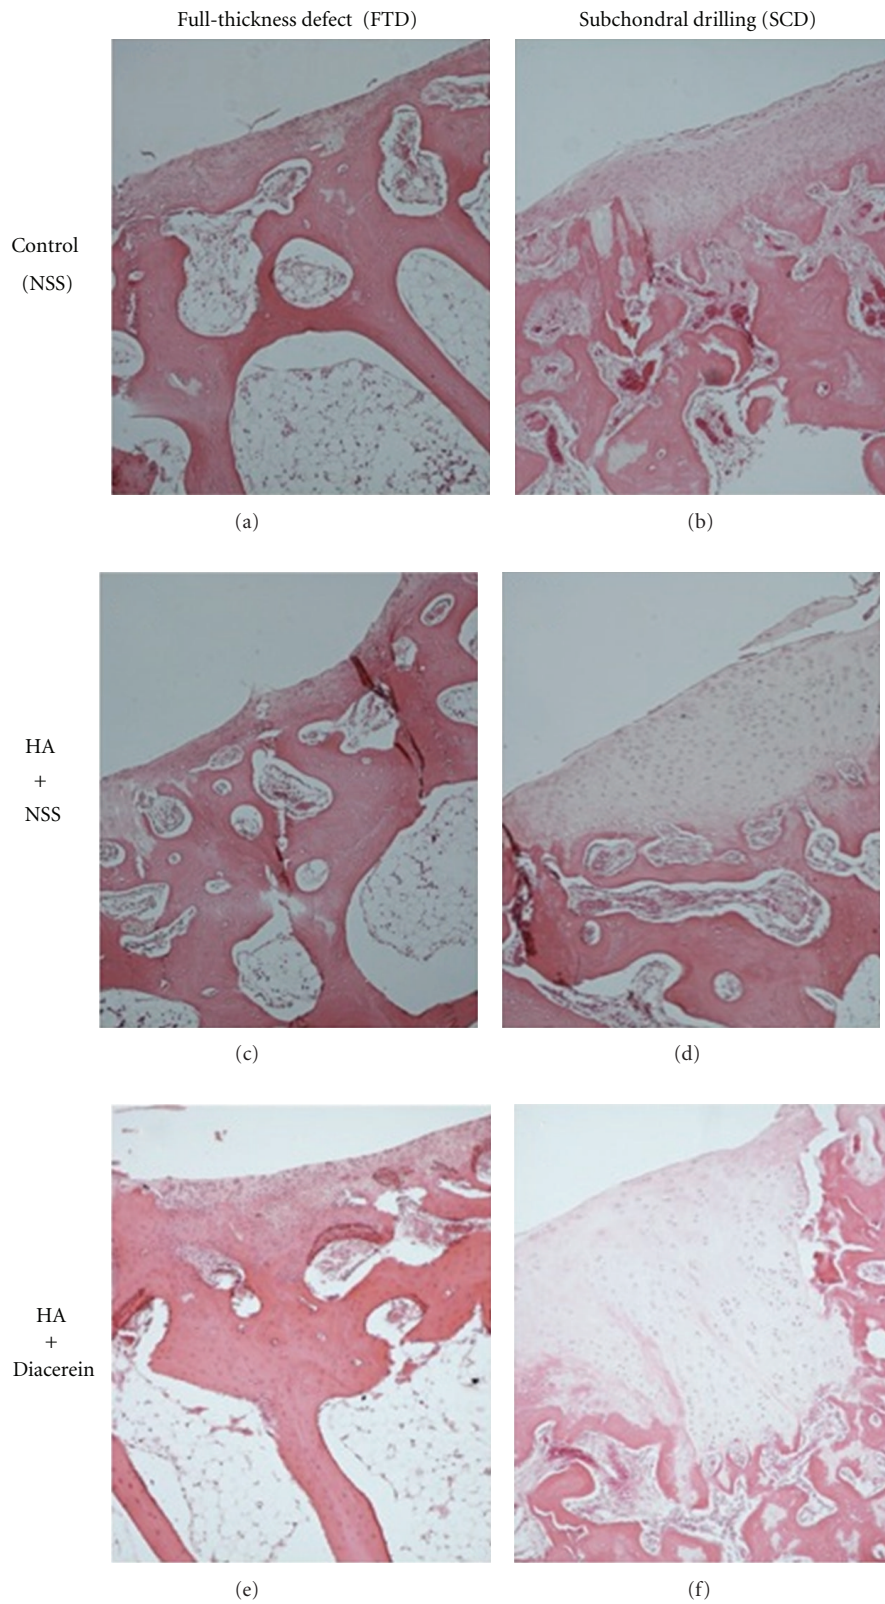 Full-thickness defect (FTD)
Subchondral drilling (SCD)
Control
(NSS)
(a)
(b)
HA
+
NSS
(c)
(d)
HA
+
Diacerein
(e)
(f)